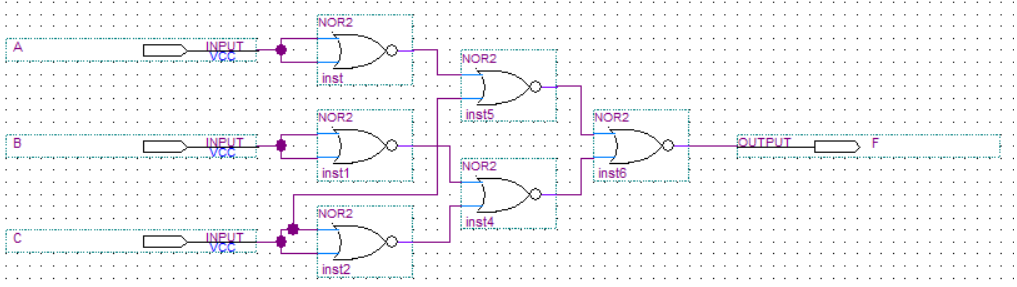 NOR2
A
INPUT
VCC
inst
NOR2
inst5
NOR2
B
INPUT
VCC
inst1
NOR2
inst6
OUTPUT
F
NOR2
inst4
NOR2
C
INPUT
VCC
inst2